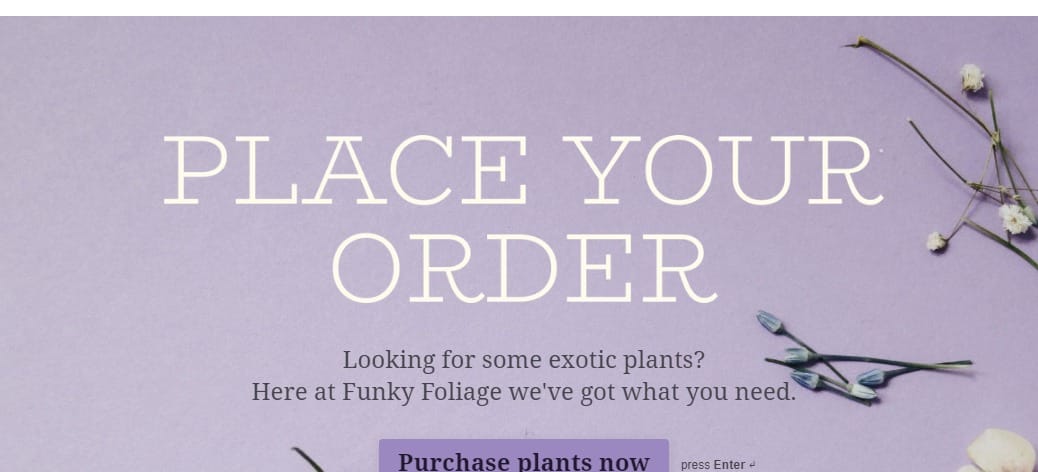 PLACE YOUR
ORDER
Looking for some exotic plants?
Here at Funky Foliage we've got what you need.
Purchase plants now press Enter ↵